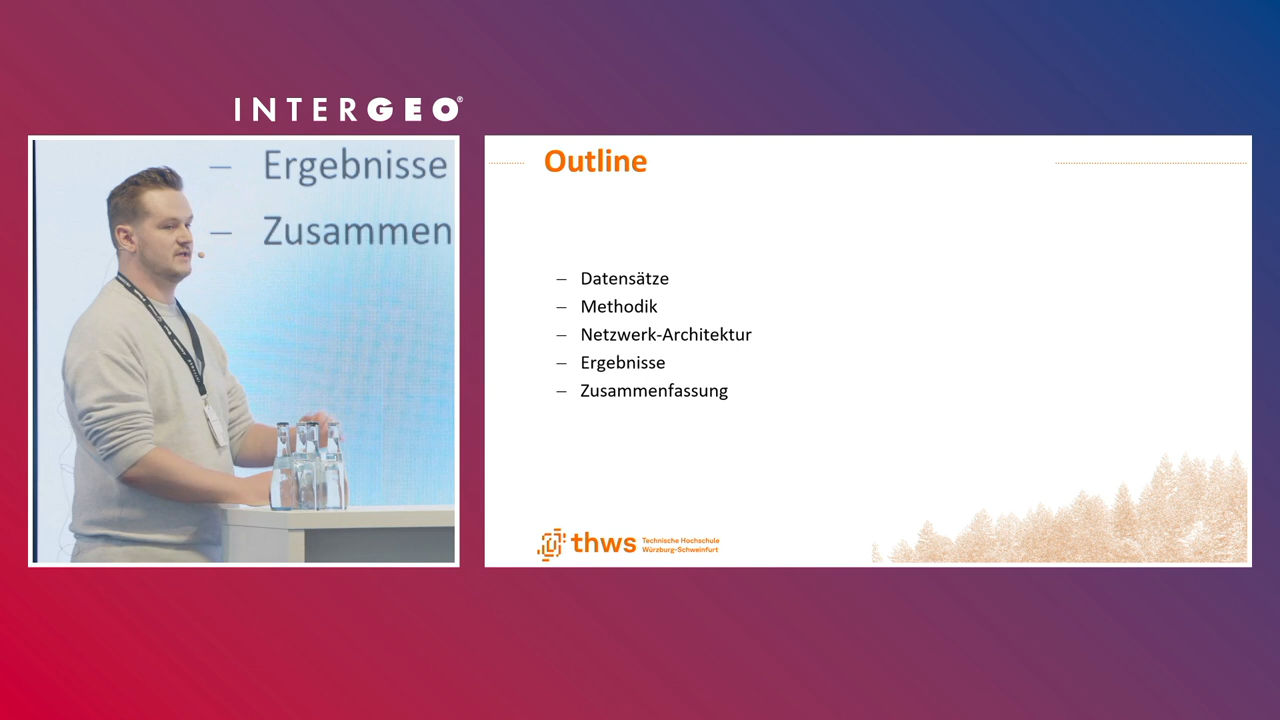 INTERGEO®
– Ergebnisse
– Zusammen
Outline
– Datensätze
– Methodik
– Netzwerk-Architektur
– Ergebnisse
– Zusammenfassung
thws
Technische Hochschule
Würzburg-Schweinfurt